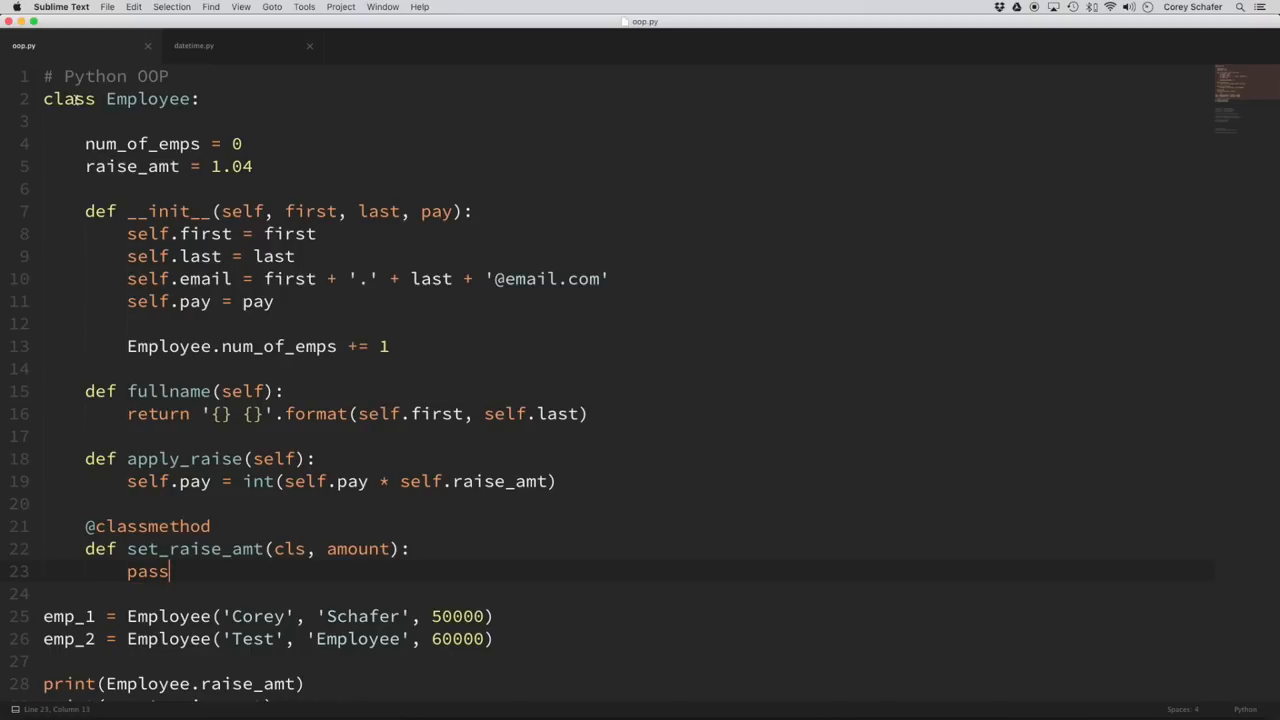 Sublime Text File Edit Selection Find View Goto Tools Project Window Help Corey Schafer
oop.py
oop.py datetime.py
1 # Python OOP
2 class Employee:
3
4 num_of_emps = 0
5 raise_amt = 1.04
6
7 def __init__(self, first, last, pay):
8 self.first = first
9 self.last = last
10 self.email = first + '.' + last + '@email.com'
11 self.pay = pay
12
13 Employee.num_of_emps += 1
14
15 def fullname(self):
16 return '{} {}'.format(self.first, self.last)
17
18 def apply_raise(self):
19 self.pay = int(self.pay * self.raise_amt)
20
21 @classmethod
22 def set_raise_amt(cls, amount):
23 pass
24
25 emp_1 = Employee('Corey', 'Schafer', 50000)
26 emp_2 = Employee('Test', 'Employee', 60000)
27
28 print(Employee.raise_amt)
Line 23, Column 13 Spaces: 4 Python